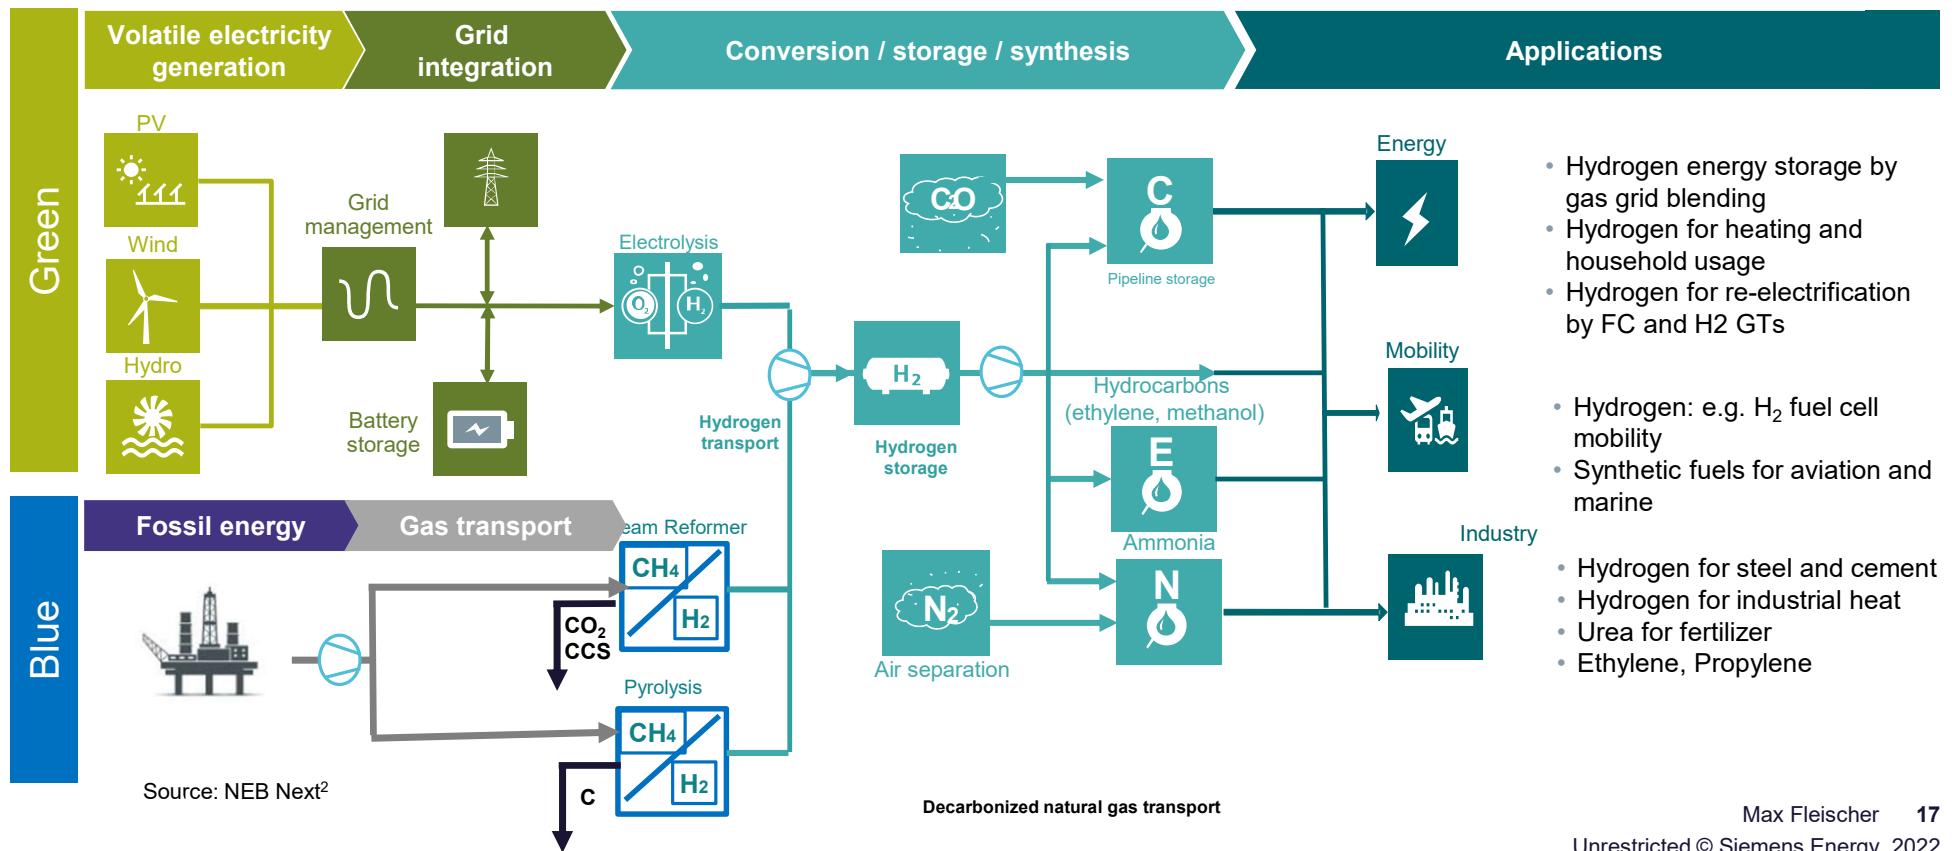 Volatile electricity
generation
Grid
integration
Conversion / storage / synthesis
Applications
Green
PV
Wind
Hydro
Grid
management
Battery
storage
Electrolysis
O2
H2
Hydrogen
transport
H2
Hydrogen
storage
C
Pipeline storage
Hydrocarbons
(ethylene, methanol)
E
Ammonia
N
N2
Air separation
Energy
• Hydrogen energy storage by
gas grid blending
• Hydrogen for heating and
household usage
• Hydrogen for re-electrification
by FC and H2 GTs
Mobility
• Hydrogen: e.g. H2 fuel cell
mobility
• Synthetic fuels for aviation and
marine
Industry
• Hydrogen for steel and cement
• Hydrogen for industrial heat
• Urea for fertilizer
• Ethylene, Propylene
Blue
Fossil energy
Gas transport
eam Reformer
CH4
H2
CO2
CCS
Pyrolysis
CH4
H2
C
Source: NEB Next2
Decarbonized natural gas transport
Max Fleischer 17
Unrestricted © Siemens Energy, 2022